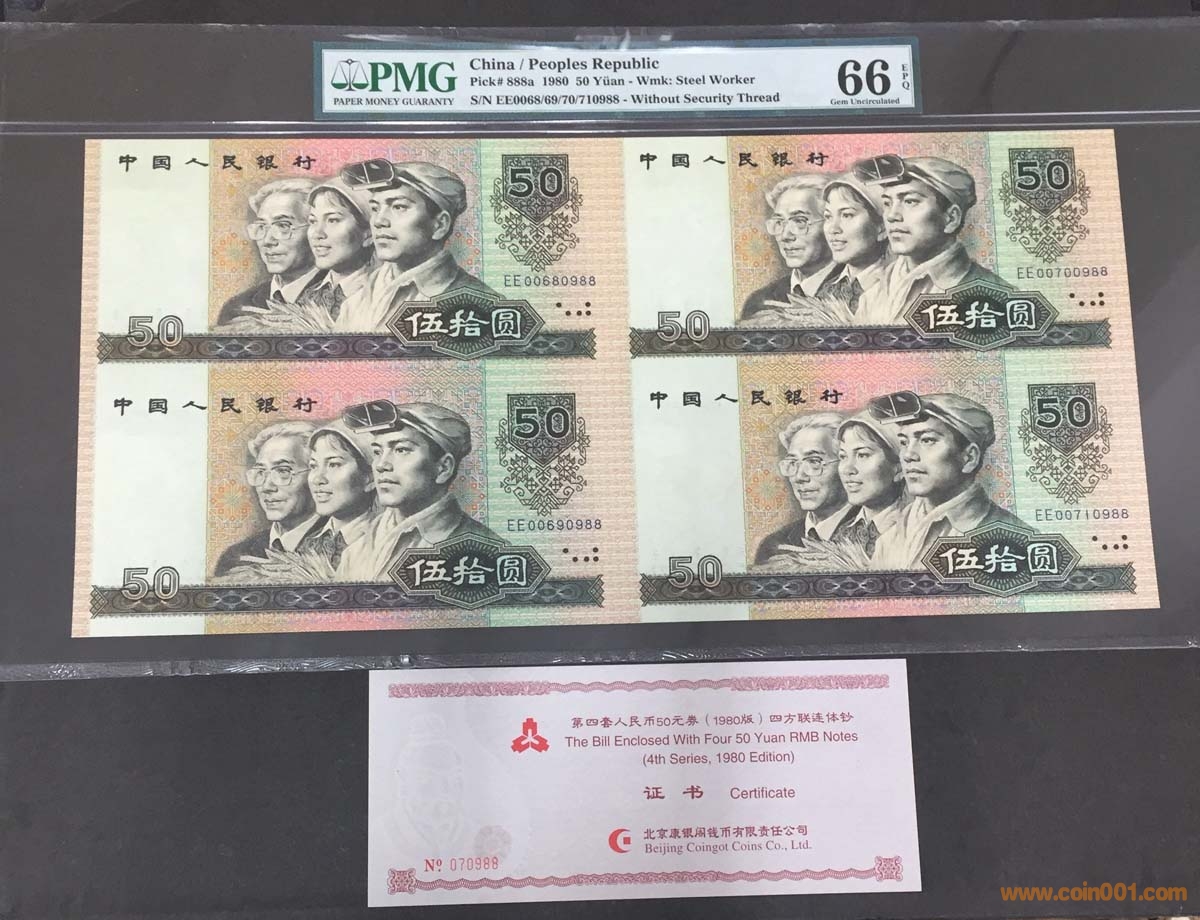 PMG
PAPER MONEY GUARANTY
China / Peoples Republic
Pick# 888a 1980 50 Yüan - Wmk: Steel Worker
S/N EE0068/69/70/710988 - Without Security Thread
66
Gem Uncirculated
EPQ
中国人民银行
50
EE00680988
50
伍拾圆
中国人民银行
50
EE00700988
50
伍拾圆
中国人民银行
50
EE00690988
50
伍拾圆
中国人民银行
50
EE00710988
50
伍拾圆
第四套人民币50元券(1980版)四方联连体钞
The Bill Enclosed With Four 50 Yuan RMB Notes
(4th Series, 1980 Edition)
证书 Certificate
北京康银阁钱币有限责任公司
Beijing Coingot Coins Co., Ltd.
Nº 070988
www.coin001.com